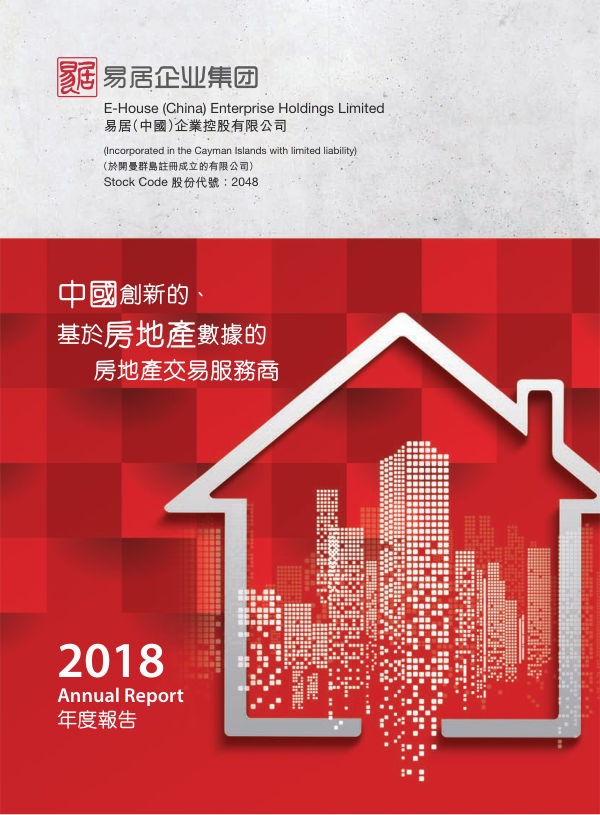 易居 易居企业集团
E-House (China) Enterprise Holdings Limited
易居(中國)企業控股有限公司
(Incorporated in the Cayman Islands with limited liability)
(於開曼群島註冊成立的有限公司)
Stock Code 股份代號：2048
中國創新的、
基於房地產數據的
房地產交易服務商
2018
Annual Report
年度報告